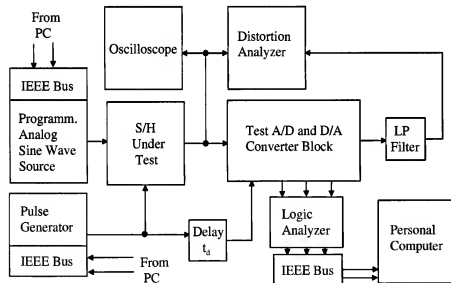 From
PC
Oscilloscope
Distortion
Analyzer
IEEE Bus
Programm.
Analog
Sine Wave
Source
S/H
Under
Test
Test A/D and D/A
Converter Block
LP
Filter
Pulse
Generator
Delay
td
Logic
Analyzer
Personal
Computer
IEEE Bus
From
PC
IEEE Bus